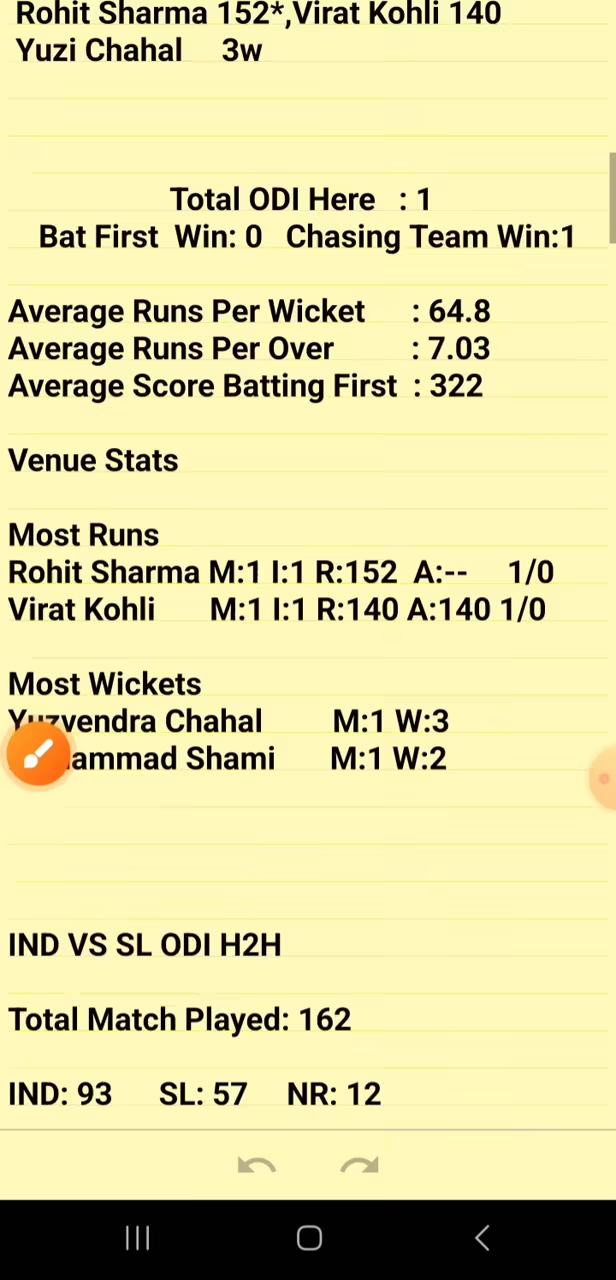 Rohit Sharma 152*,Virat Kohli 140
Yuzi Chahal 3w
Total ODI Here : 1
Bat First Win: 0 Chasing Team Win:1
Average Runs Per Wicket : 64.8
Average Runs Per Over : 7.03
Average Score Batting First : 322
Venue Stats
Most Runs
Rohit Sharma M:1 I:1 R:152 A:-- 1/0
Virat Kohli M:1 I:1 R:140 A:140 1/0
Most Wickets
Yuzvendra Chahal M:1 W:3
ammad Shami M:1 W:2
IND VS SL ODI H2H
Total Match Played: 162
IND: 93 SL: 57 NR: 12